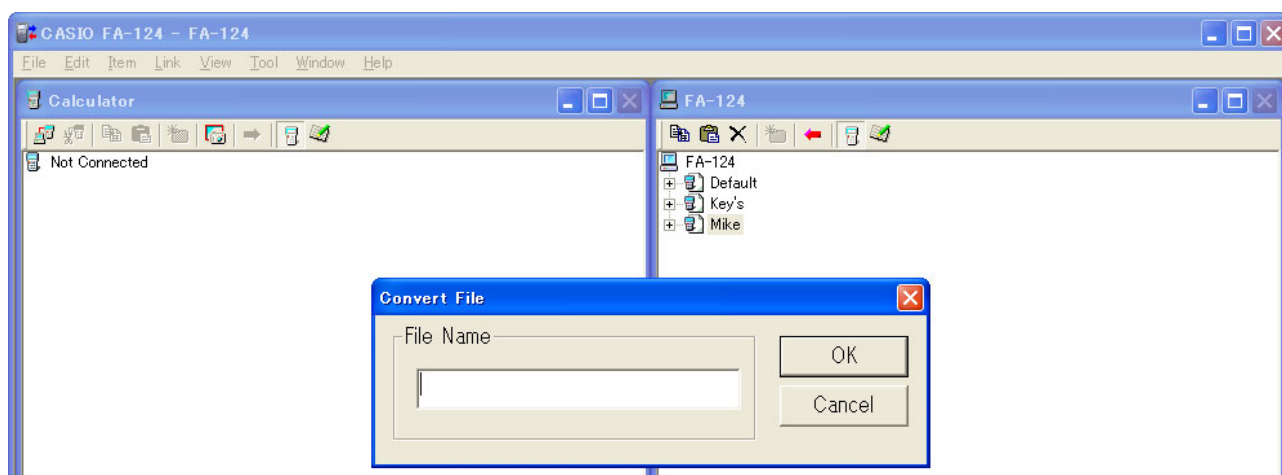 CASIO FA-124 - FA-124
File Edit Item Link View Tool Window Help
Calculator
Not Connected
FA-124
FA-124
Default
Key's
Mike
Convert File
File Name
OK
Cancel